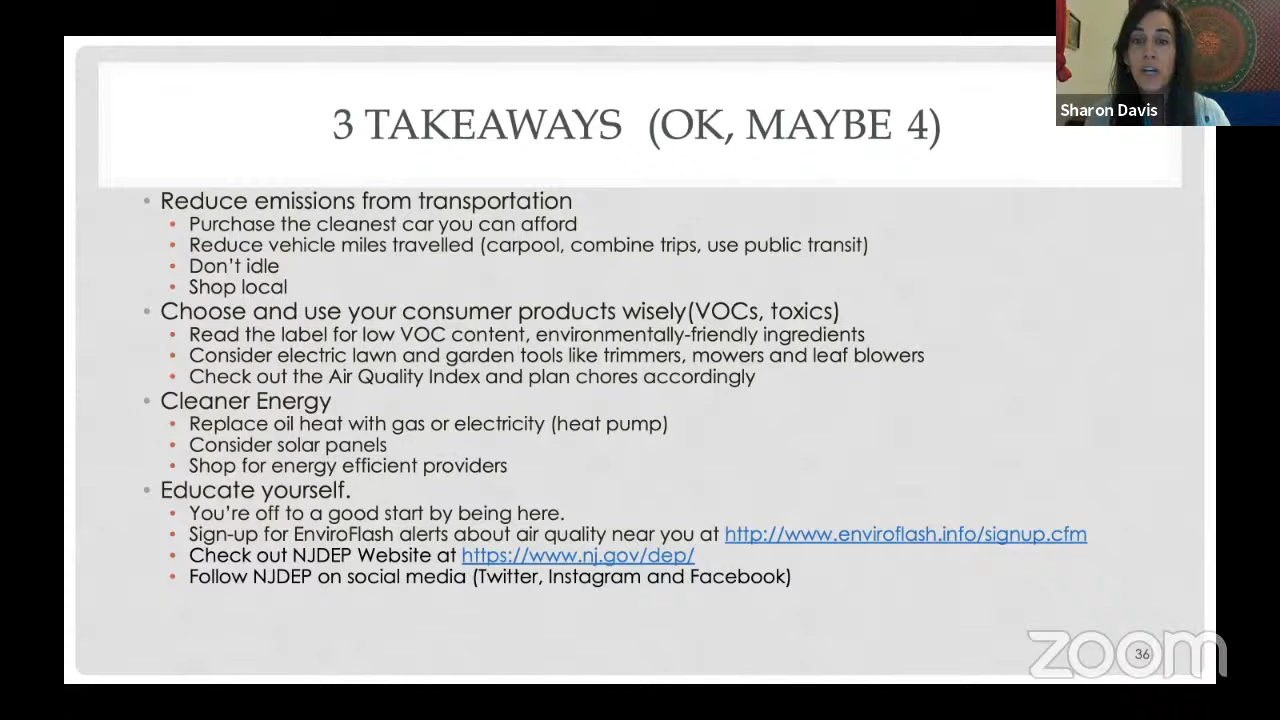 3 TAKEAWAYS (OK, MAYBE 4)
Sharon Davis
• Reduce emissions from transportation
• Purchase the cleanest car you can afford
• Reduce vehicle miles travelled (carpool, combine trips, use public transit)
• Don't idle
• Shop local
• Choose and use your consumer products wisely(VOCs, toxics)
• Read the label for low VOC content, environmentally-friendly ingredients
• Consider electric lawn and garden tools like trimmers, mowers and leaf blowers
• Check out the Air Quality Index and plan chores accordingly
• Cleaner Energy
• Replace oil heat with gas or electricity (heat pump)
• Consider solar panels
• Shop for energy efficient providers
• Educate yourself.
• You're off to a good start by being here.
• Sign-up for EnviroFlash alerts about air quality near you at http://www.enviroflash.info/signup.cfm
• Check out NJDEP Website at https://www.nj.gov/dep/
• Follow NJDEP on social media (Twitter, Instagram and Facebook)
36
zoom